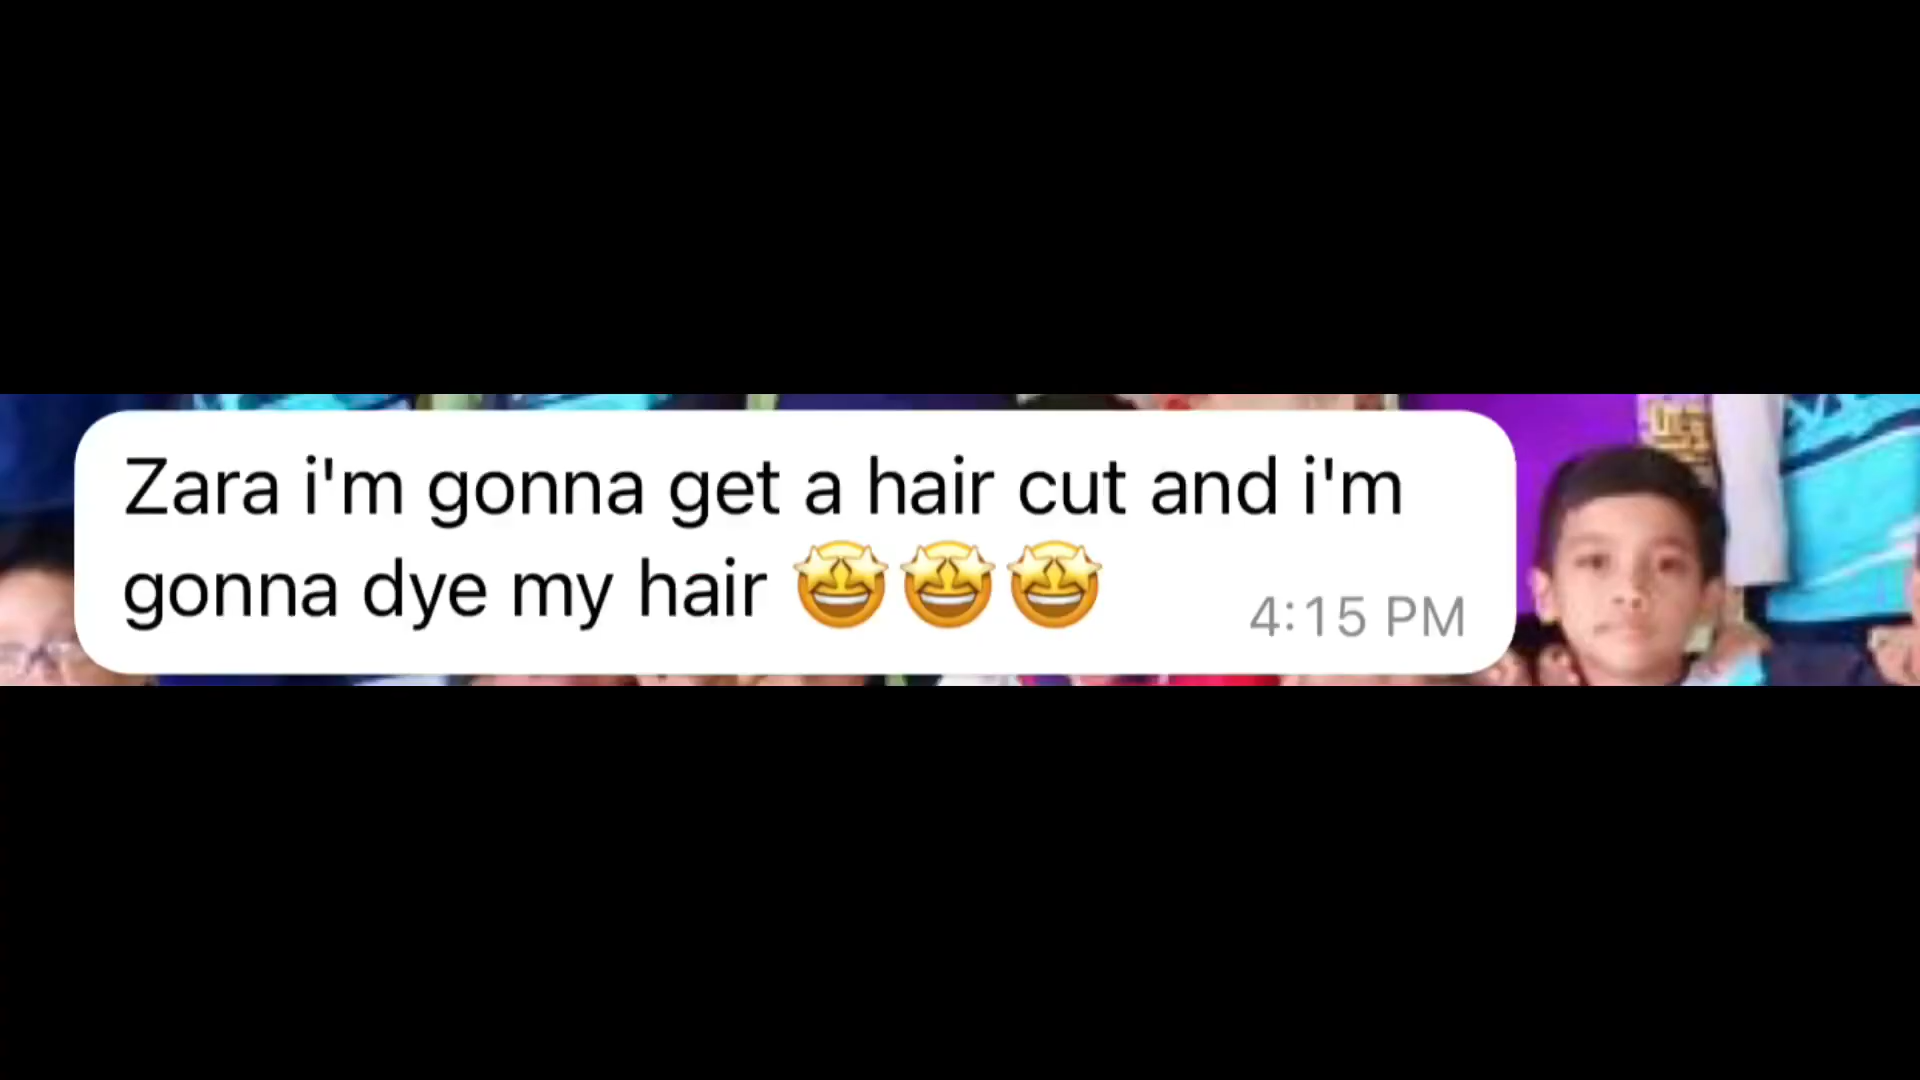 Zara i'm gonna get a hair cut and i'm
gonna dye my hair 🤩🤩🤩
4:15 PM